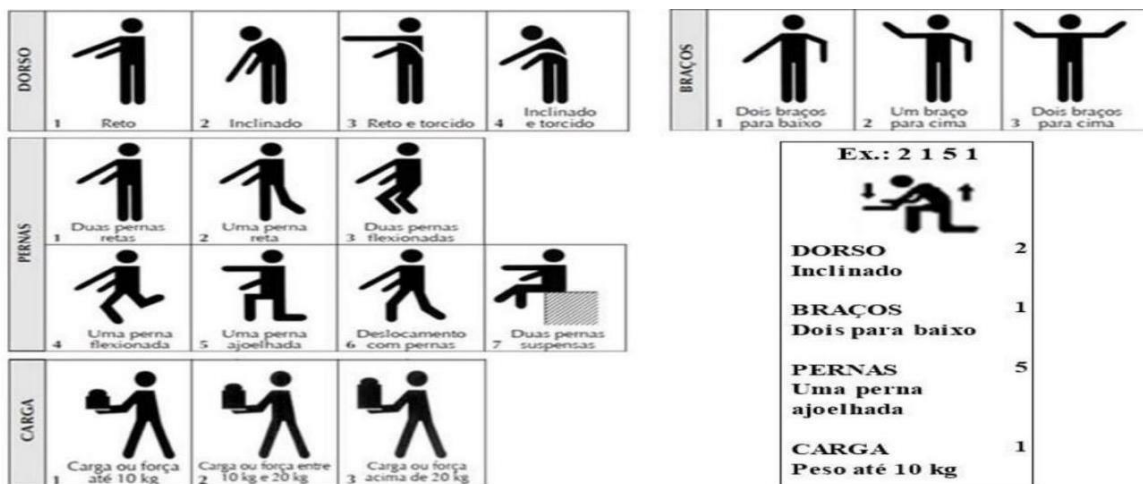 DORSO
1 Reto
2 Inclinado
3 Reto e torcido
4 Inclinado
e torcido
BRAÇOS
1 Dois braços
para baixo
2 Um braço
para cima
3 Dois braços
para cima
PERNAS
1 Duas pernas
retas
2 Uma perna
reta
3 Duas pernas
flexionadas
4 Uma perna
flexionada
5 Uma perna
ajoelhada
6 Deslocamento
com pernas
7 Duas pernas
suspensas
CARGA
1 Carga ou força
até 10 kg
2 Carga ou força entre
10 kg e 20 kg
3 Carga ou força
acima de 20 kg
Ex.: 2 1 5 1
DORSO 2
Inclinado
BRAÇOS 1
Dois para baixo
PERNAS 5
Uma perna
ajoelhada
CARGA 1
Peso até 10 kg